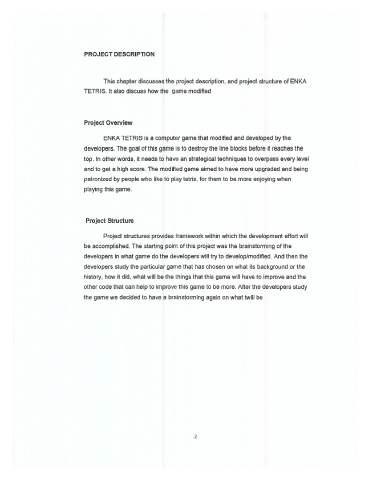 PROJECT DESCRIPTION
This chapter discusses the project description, and project structure of ENKA
TETRIS. It also discuss how the game modified
Project Overview
ENKA TETRIS is a computer game that modified and developed by the
developers. The goal of this game is to destroy the line blocks before it reaches the
top. In other words, it needs to have an strategical techniques to overpass every level
and to get a high score. The modified game aimed to have more upgraded and being
patronized by people who like to play tetris, for them to be more enjoying when
playing this game.
Project Structure
Project structures provides framework within which the development effort will
be accomplished. The starting point of this project was the brainstorming of the
developers in what game do the developers will try to develop/modified. And then the
developers study the particular game that has chosen on what its background or the
history, how it did, what will be the things that this game will have to improve and the
other code that can help to improve this game to be more. After the developers study
the game we decided to have a brainstorming again on what twill be
2